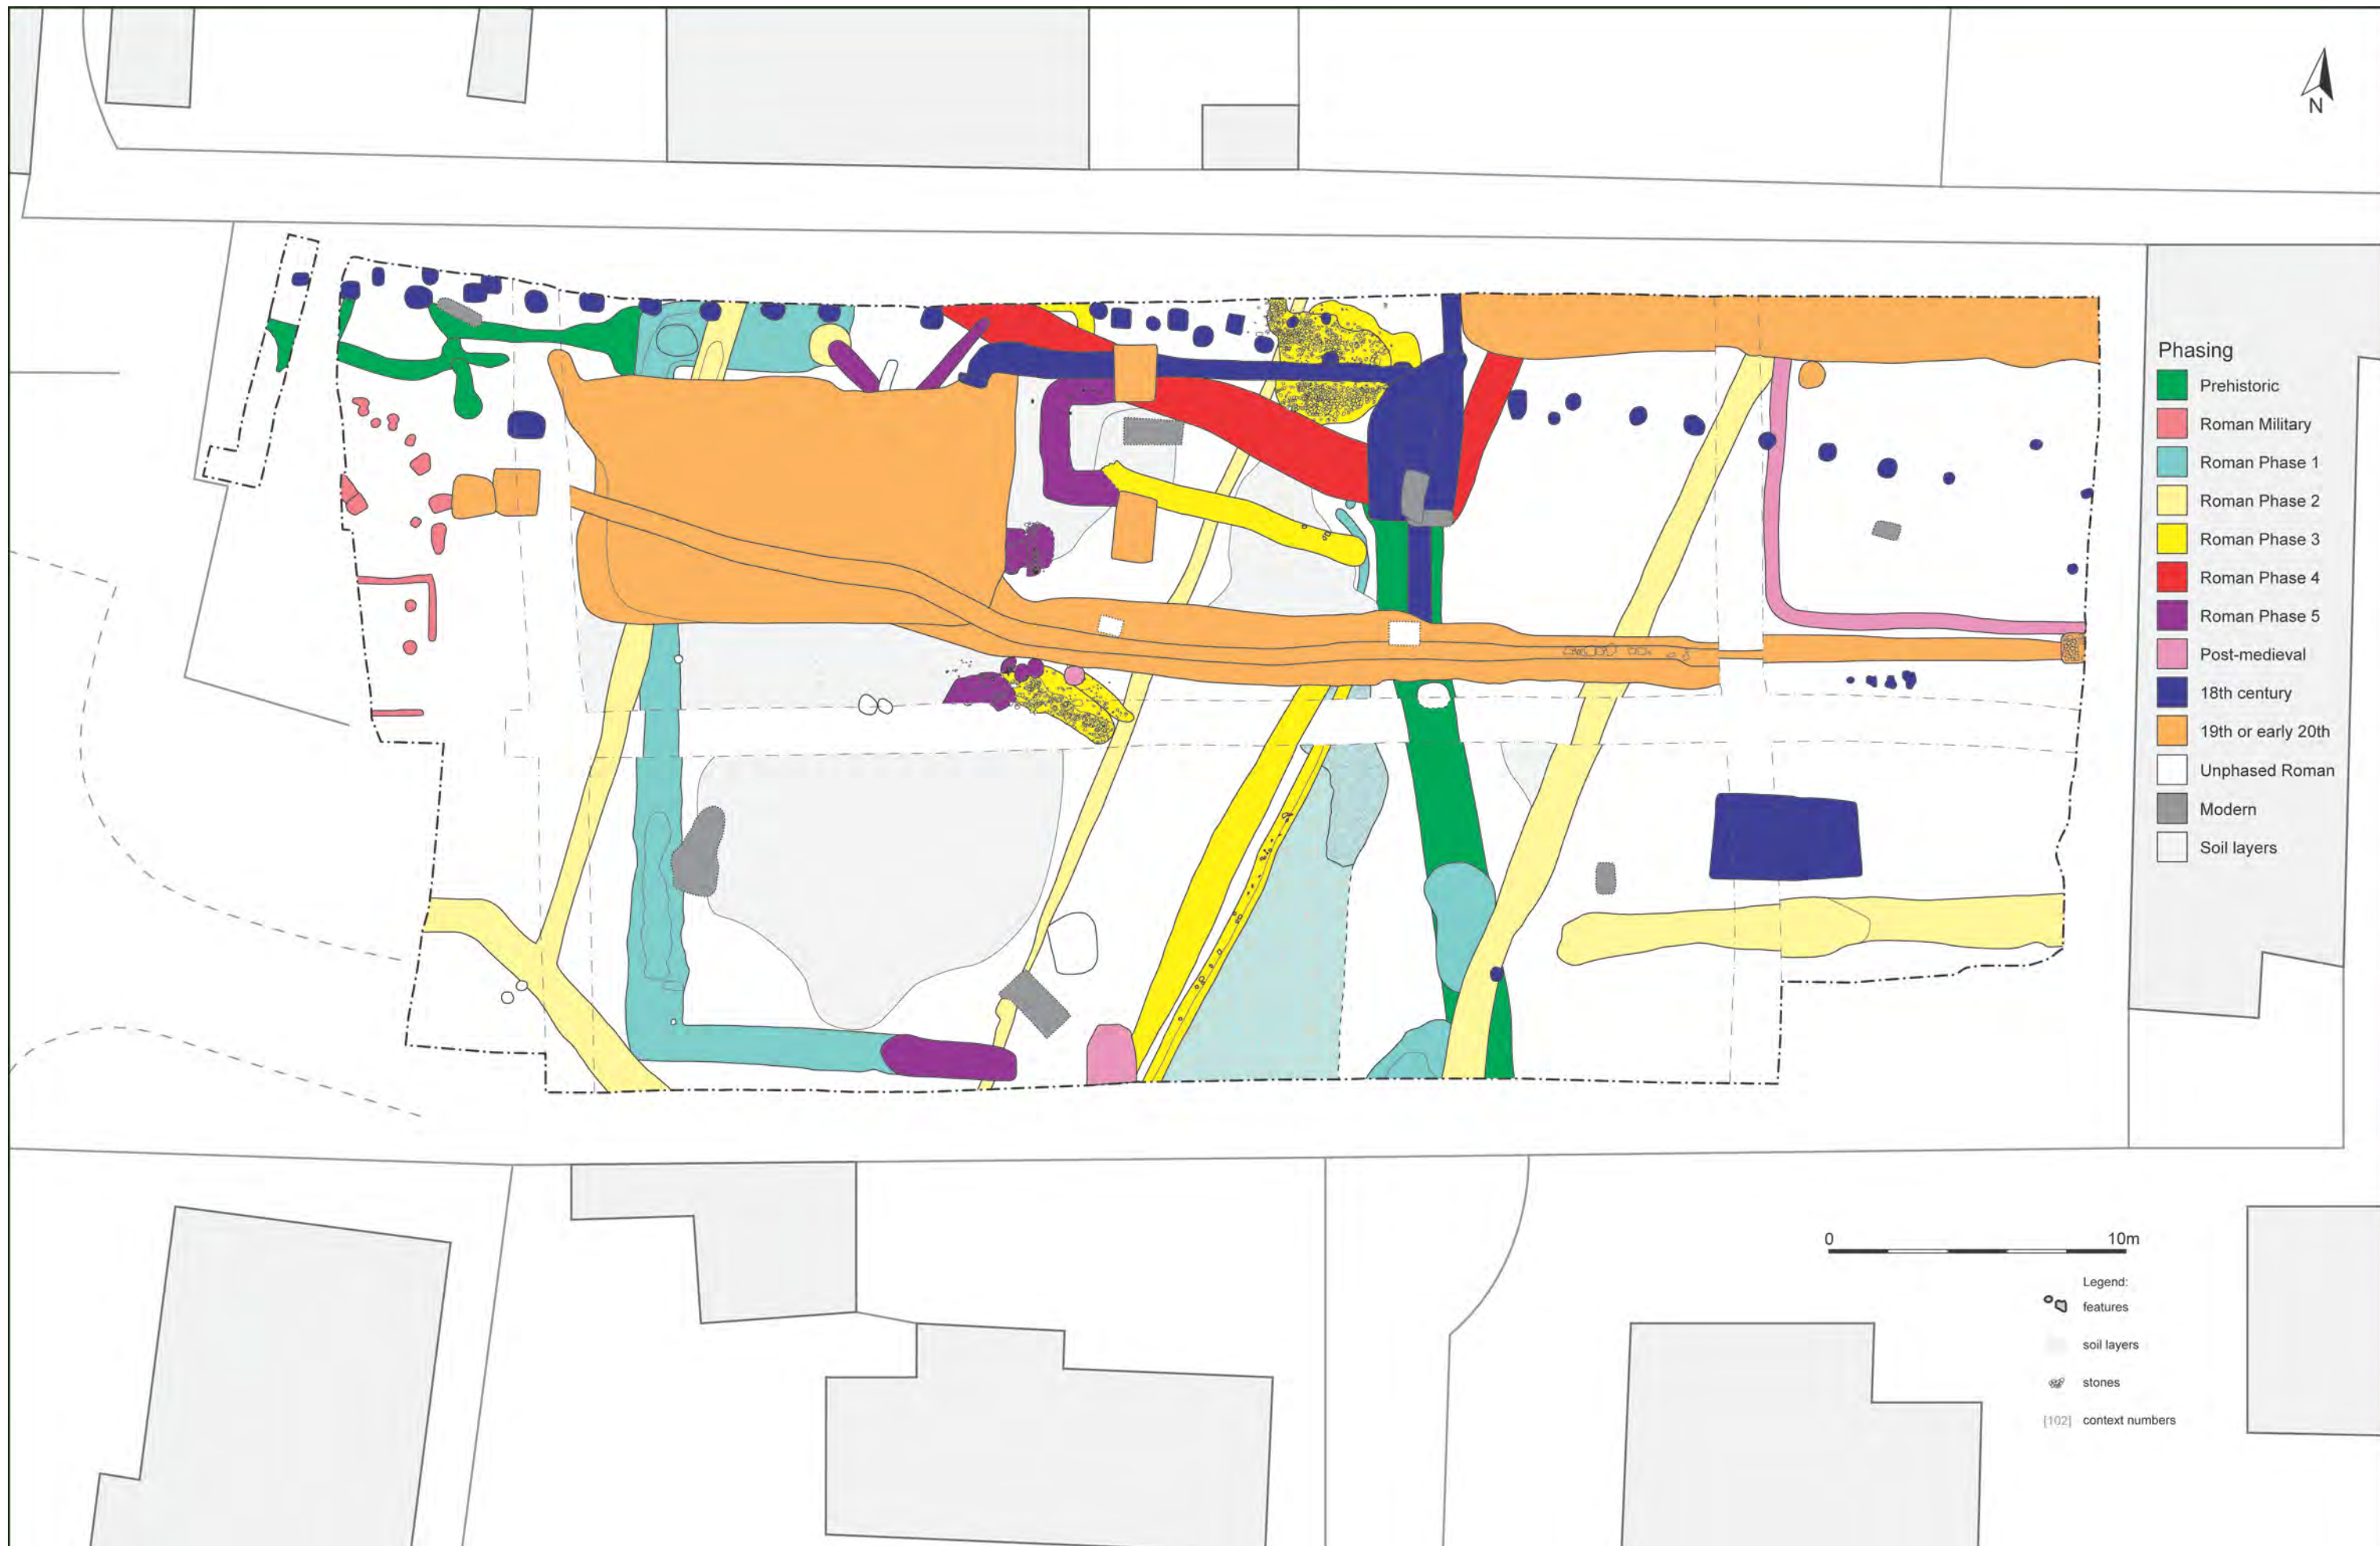 N
Phasing
Prehistoric
Roman Military
Roman Phase 1
Roman Phase 2
Roman Phase 3
Roman Phase 4
Roman Phase 5
Post-medieval
18th century
19th or early 20th
Unphased Roman
Modern
Soil layers
0 10m
Legend:
features
soil layers
stones
[102] context numbers